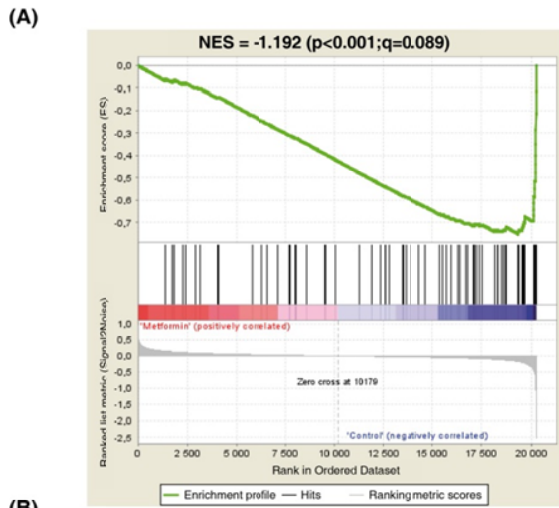 (A)
NES = -1.192 (p<0.001;q=0.089)
Enrichment score (ES)
0,0
-0,1
-0,2
-0,3
-0,4
-0,5
-0,6
-0,7
Ranked list metric (Signal2Noise)
1,0
0,5
0,0
-0,5
-1,0
-1,5
-2,0
-2,5
'Metformin' (positively correlated)
Zero cross at 10179
'Control' (negatively correlated)
0 2 500 5 000 7 500 10 000 12 500 15 000 17 500 20 000
Rank in Ordered Dataset
Enrichment profile Hits Ranking metric scores
(B)